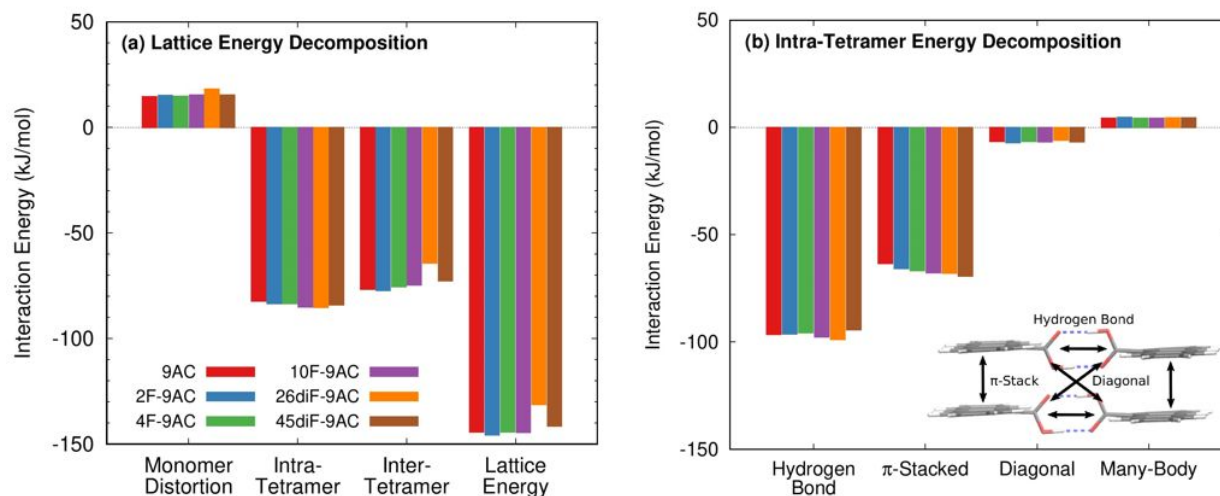 (a) Lattice Energy Decomposition
Interaction Energy (kJ/mol)
50
0
-50
-100
-150
9AC
2F-9AC
4F-9AC
10F-9AC
26diF-9AC
45diF-9AC
Monomer
Distortion
Intra-
Tetramer
Inter-
Tetramer
Lattice
Energy
(b) Intra-Tetramer Energy Decomposition
Interaction Energy (kJ/mol)
50
0
-50
-100
-150
Hydrogen Bond
π-Stack
Diagonal
Hydrogen
Bond
π-Stacked
Diagonal
Many-Body